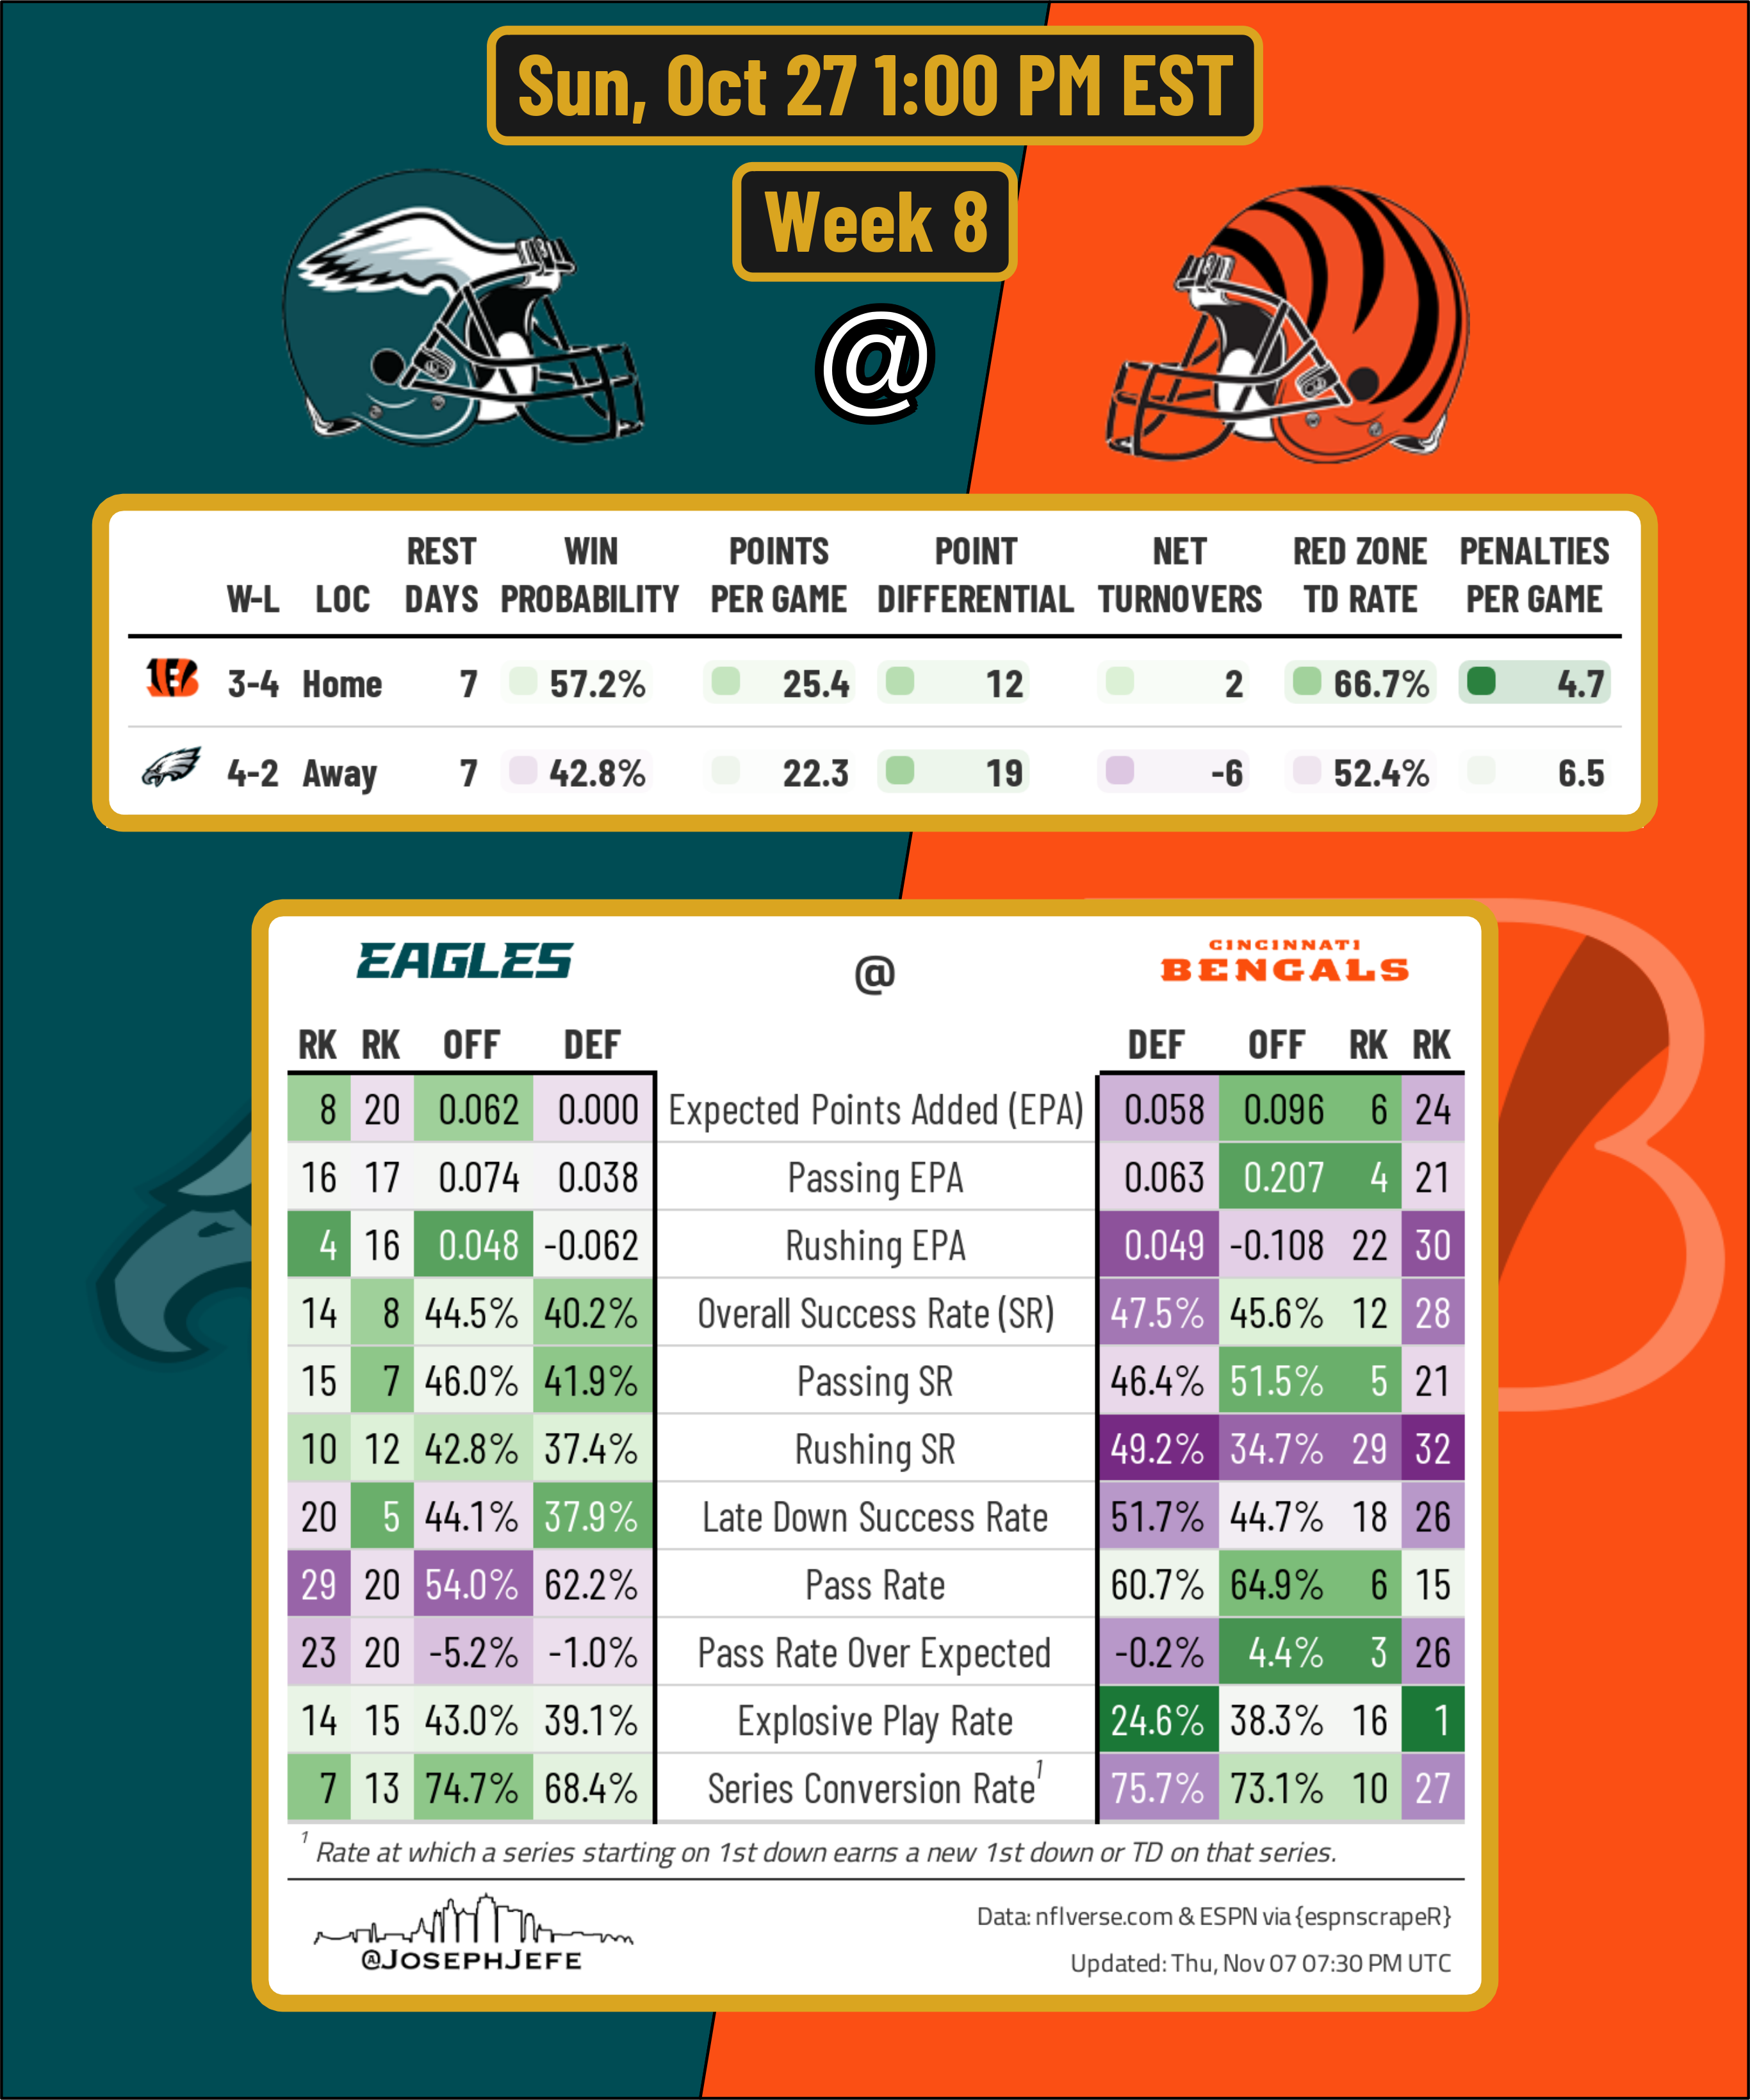 Sun, Oct 27 1:00 PM EST
Week 8
@
REST WIN POINTS POINT NET RED ZONE PENALTIES
W-L LOC DAYS PROBABILITY PER GAME DIFFERENTIAL TURNOVERS TD RATE PER GAME
3-4 Home 7 57.2% 25.4 12 2 66.7% 4.7
4-2 Away 7 42.8% 22.3 19 -6 52.4% 6.5
EAGLES @ CINCINNATI BENGALS
RK RK OFF DEF DEF OFF RK RK
8 20 0.062 0.000 Expected Points Added (EPA) 0.058 0.096 6 24
16 17 0.074 0.038 Passing EPA 0.063 0.207 4 21
4 16 0.048 -0.062 Rushing EPA 0.049 -0.108 22 30
14 8 44.5% 40.2% Overall Success Rate (SR) 47.5% 45.6% 12 28
15 7 46.0% 41.9% Passing SR 46.4% 51.5% 5 21
10 12 42.8% 37.4% Rushing SR 49.2% 34.7% 29 32
20 5 44.1% 37.9% Late Down Success Rate 51.7% 44.7% 18 26
29 20 54.0% 62.2% Pass Rate 60.7% 64.9% 6 15
23 20 -5.2% -1.0% Pass Rate Over Expected -0.2% 4.4% 3 26
14 15 43.0% 39.1% Explosive Play Rate 24.6% 38.3% 16 1
7 13 74.7% 68.4% Series Conversion Rate1 75.7% 73.1% 10 27
1 Rate at which a series starting on 1st down earns a new 1st down or TD on that series.
@JOSEPHJEFE
Data: nflverse.com & ESPN via {espnscrapeR}
Updated: Thu, Nov 07 07:30 PM UTC